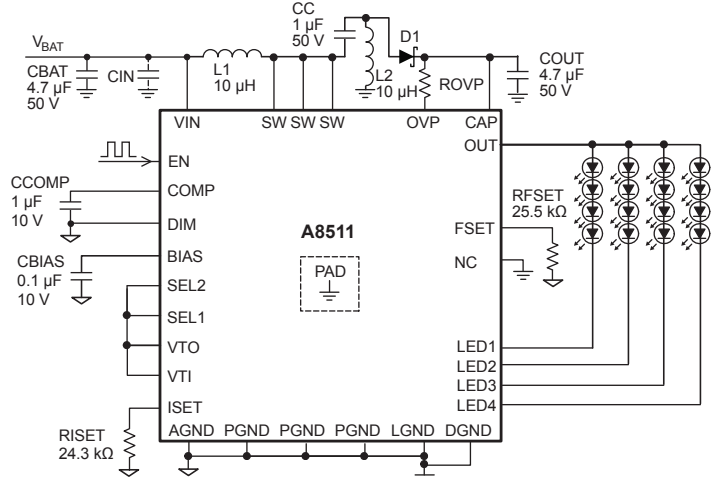 CC
1 µF
50 V
D1
V_BAT
CBAT
4.7 µF
50 V
CIN
L1
10 µH
L2
10 µH
ROVP
COUT
4.7 µF
50 V
VIN
SW SW SW
OVP
CAP
OUT
EN
CCOMP
1 µF
10 V
COMP
DIM
A8511
RFSET
25.5 kΩ
FSET
CBIAS
0.1 µF
10 V
BIAS
PAD
NC
SEL2
SEL1
VTO
VTI
LED1
LED2
LED3
LED4
ISET
RISET
24.3 kΩ
AGND PGND PGND PGND LGND DGND